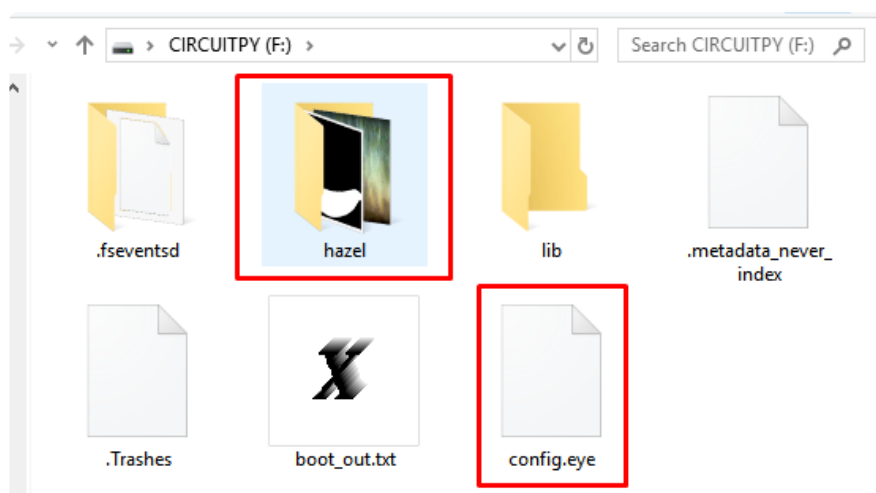 CIRCUITPY (F:)
Search CIRCUITPY (F:)
.fseventsd
hazel
lib
.metadata_never_
index
.Trashes
boot_out.txt
config.eye